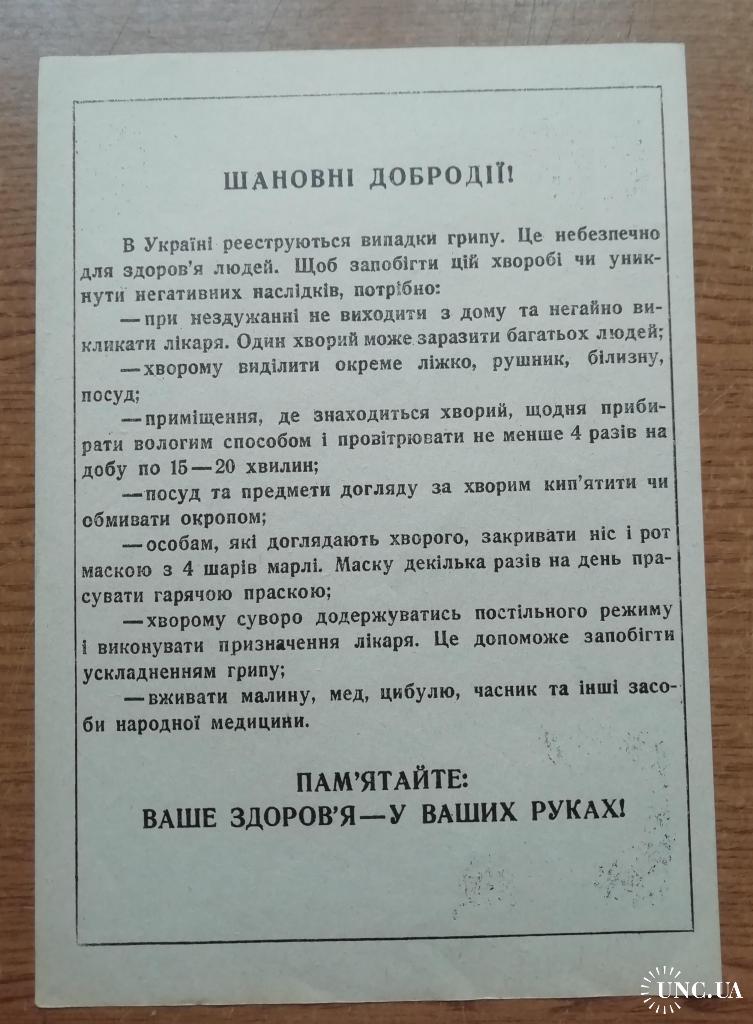 ШАНОВНІ ДОБРОДІЇ!
В Україні реєструються випадки грипу. Це небезпечно
для здоров'я людей. Щоб запобігти цій хворобі чи уник-
нути негативних наслідків, потрібно:
—при нездужанні не виходити з дому та негайно ви-
кликати лікаря. Один хворий може заразити багатьох людей;
—хворому виділити окреме ліжко, рушник, білизну,
посуд;
—приміщення, де знаходиться хворий, щодня приби-
рати вологим способом і провітрювати не менше 4 разів на
добу по 15—20 хвилин;
—посуд та предмети догляду за хворим кип'ятити чи
обмивати окропом;
—особам, які доглядають хворого, закривати ніс і рот
маскою з 4 шарів марлі. Маску декілька разів на день пра-
сувати гарячою праскою;
—хворому суворо додержуватись постільного режиму
і виконувати призначення лікаря. Це допоможе запобігти
ускладненням грипу;
—вживати малину, мед, цибулю, часник та інші засо-
би народної медицини.
ПАМ'ЯТАЙТЕ:
ВАШЕ ЗДОРОВ'Я—У ВАШИХ РУКАХ!
UNC.UA